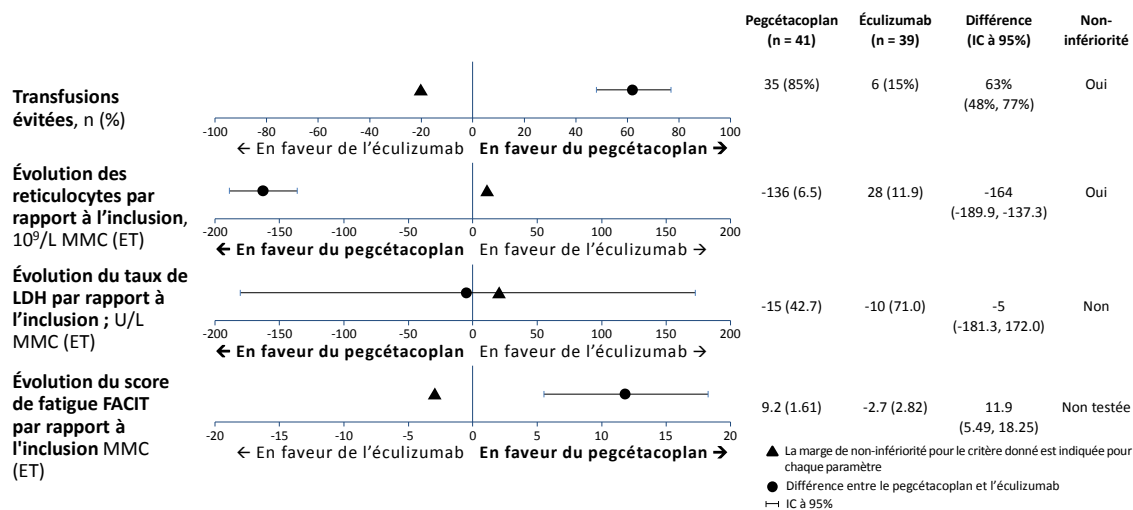 Pegcétacoplan Éculizumab Différence Non-
(n = 41) (n = 39) (IC à 95%) infériorité
Transfusions
évitées, n (%)
35 (85%) 6 (15%) 63% Oui
(48%, 77%)
-100 -80 -60 -40 -20 0 20 40 60 80 100
← En faveur de l'éculizumab En faveur du pegcétacoplan →
Évolution des
reticulocytes par
rapport à l'inclusion,
10⁹/L MMC (ET)
-136 (6.5) 28 (11.9) -164 Oui
(-189.9, -137.3)
-200 -150 -100 -50 0 50 100 150 200
← En faveur du pegcétacoplan En faveur de l'éculizumab →
Évolution du taux de
LDH par rapport à
l'inclusion ; U/L
MMC (ET)
-15 (42.7) -10 (71.0) -5 Non
(-181.3, 172.0)
-200 -150 -100 -50 0 50 100 150 200
← En faveur du pegcétacoplan En faveur de l'éculizumab →
Évolution du score
de fatigue FACIT
par rapport à
l'inclusion MMC
(ET)
9.2 (1.61) -2.7 (2.82) 11.9 Non testée
(5.49, 18.25)
-20 -15 -10 -5 0 5 10 15 20
← En faveur de l'éculizumab En faveur du pegcétacoplan →
La marge de non-infériorité pour le critère donné est indiquée pour
chaque paramètre
Différence entre le pegcétacoplan et l'éculizumab
IC à 95%